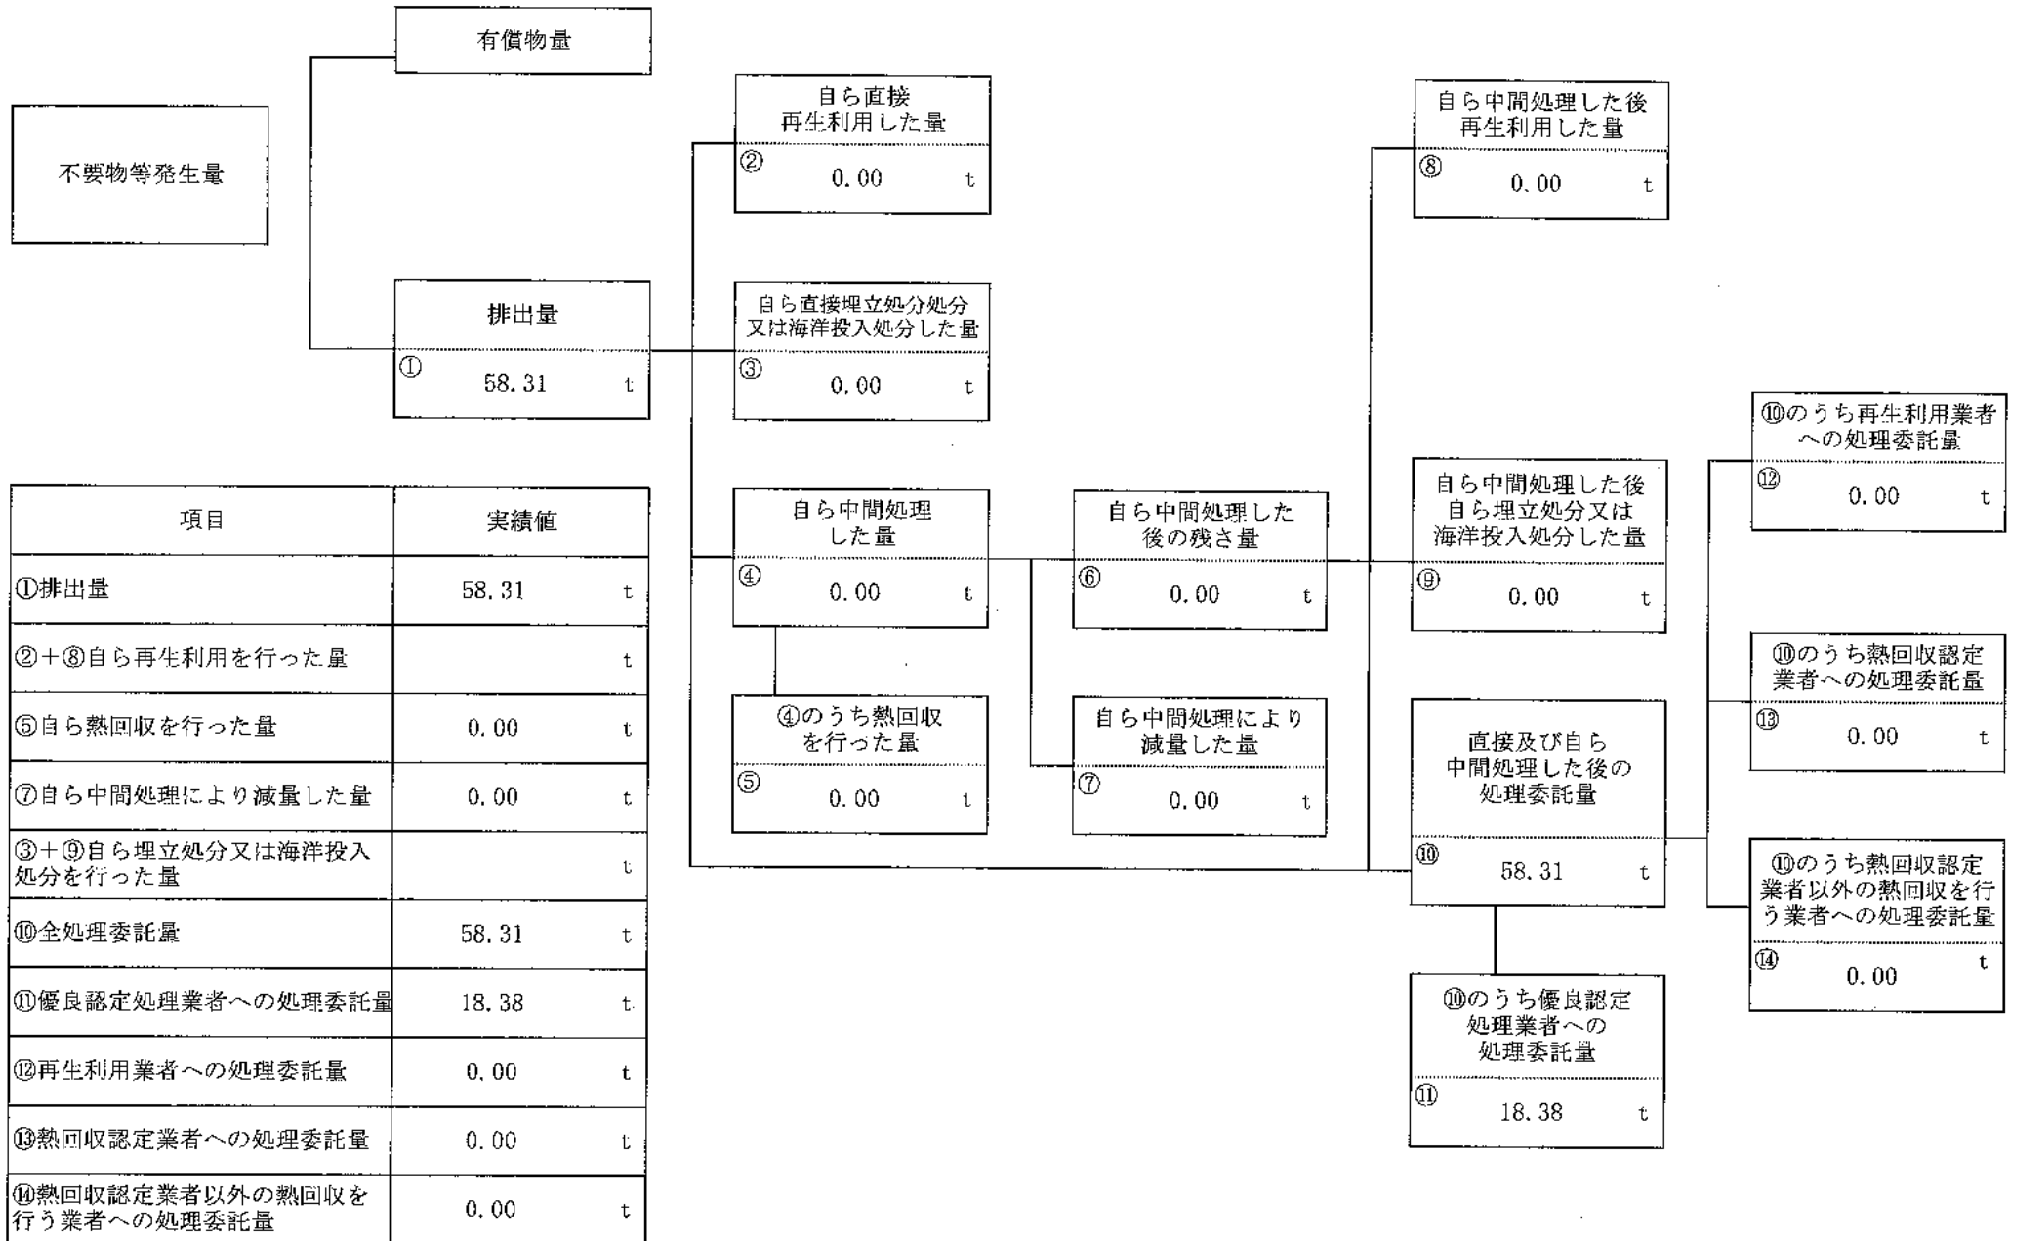 有償物量
不要物等発生量
排出量
① 58.31 t
自ら直接
再生利用した量
② 0.00 t
自ら直接埋立処分処分
又は海洋投入処分した量
③ 0.00 t
自ら中間処理
した量
④ 0.00 t
④のうち熱回収
を行った量
⑤ 0.00 t
自ら中間処理した
後の残さ量
⑥ 0.00 t
自ら中間処理により
減量した量
⑦ 0.00 t
自ら中間処理した後
再生利用した量
⑧ 0.00 t
自ら中間処理した後
自ら埋立処分又は
海洋投入処分した量
⑨ 0.00 t
直接及び自ら
中間処理した後の
処理委託量
⑩ 58.31 t
⑩のうち優良認定
処理業者への
処理委託量
⑪ 18.38 t
⑩のうち再生利用業者
への処理委託量
⑫ 0.00 t
⑩のうち熱回収認定
業者への処理委託量
⑬ 0.00 t
⑩のうち熱回収認定
業者以外の熱回収を行
う業者への処理委託量
⑭ 0.00 t
項目 実績値
①排出量 58.31 t
②+⑧自ら再生利用を行った量 t
⑤自ら熱回収を行った量 0.00 t
⑦自ら中間処理により減量した量 0.00 t
③+⑨自ら埋立処分又は海洋投入
処分を行った量 t
⑩全処理委託量 58.31 t
⑪優良認定処理業者への処理委託量 18.38 t
⑫再生利用業者への処理委託量 0.00 t
⑬熱回収認定業者への処理委託量 0.00 t
⑭熱回収認定業者以外の熱回収を
行う業者への処理委託量 0.00 t